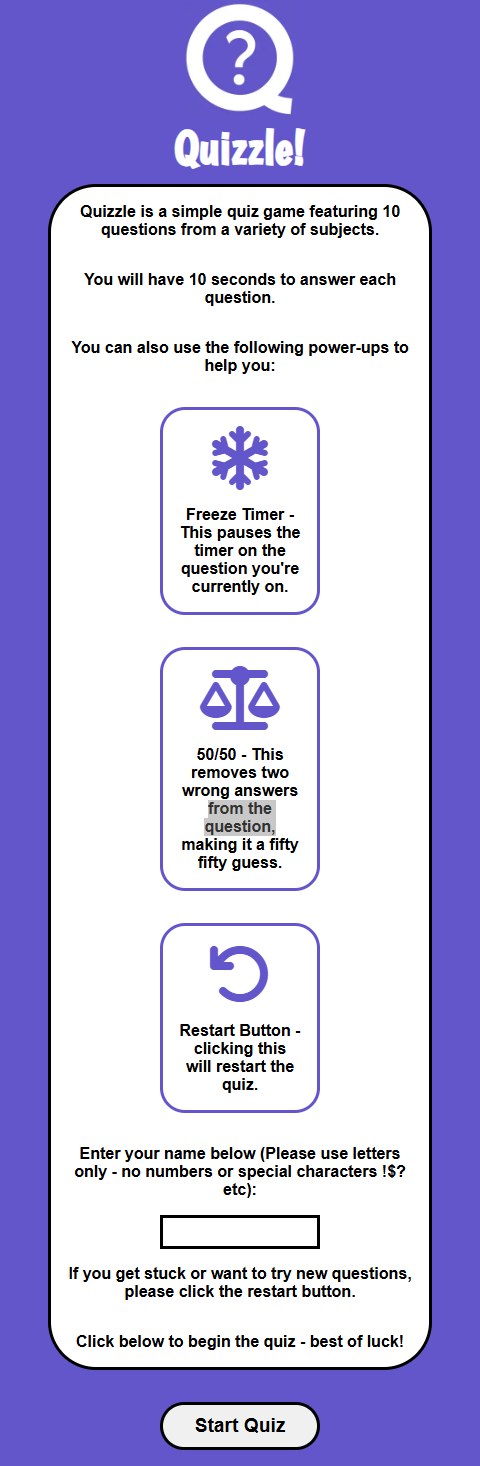 ?
Quizzle!
Quizzle is a simple quiz game featuring 10
questions from a variety of subjects.
You will have 10 seconds to answer each
question.
You can also use the following power-ups to
help you:
Freeze Timer -
This pauses the
timer on the
question you're
currently on.
50/50 - This
removes two
wrong answers
from the
question,
making it a fifty
fifty guess.
Restart Button -
clicking this
will restart the
quiz.
Enter your name below (Please use letters
only - no numbers or special characters !$?
etc):
If you get stuck or want to try new questions,
please click the restart button.
Click below to begin the quiz - best of luck!
Start Quiz